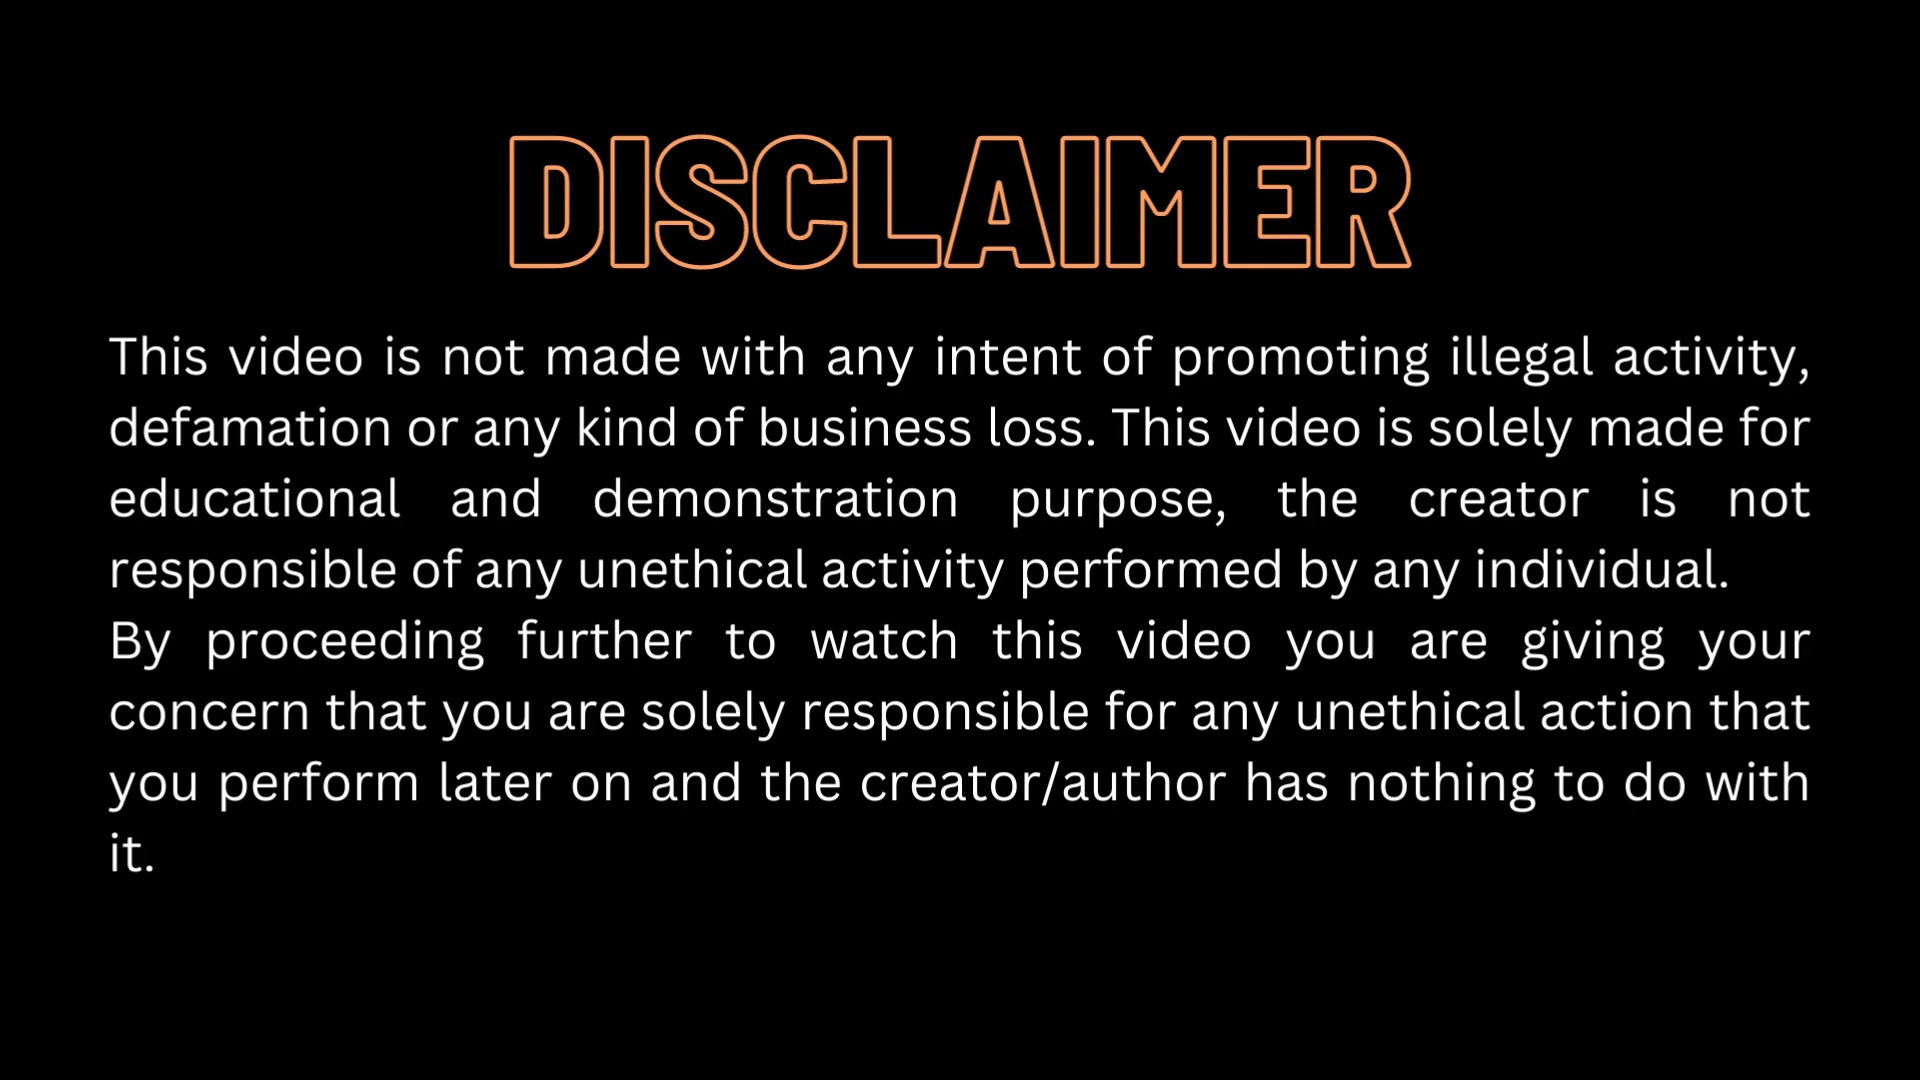 DISCLAIMER
This video is not made with any intent of promoting illegal activity,
defamation or any kind of business loss. This video is solely made for
educational and demonstration purpose, the creator is not
responsible of any unethical activity performed by any individual.
By proceeding further to watch this video you are giving your
concern that you are solely responsible for any unethical action that
you perform later on and the creator/author has nothing to do with
it.